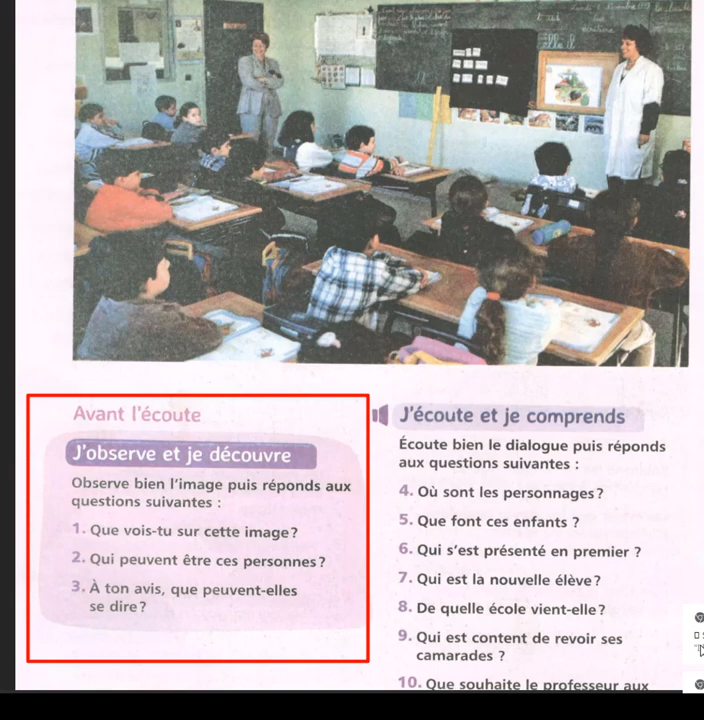 Avant l'écoute
J'observe et je découvre
Observe bien l'image puis réponds aux
questions suivantes :
1. Que vois-tu sur cette image?
2. Qui peuvent être ces personnes?
3. À ton avis, que peuvent-elles
se dire?
J'écoute et je comprends
Écoute bien le dialogue puis réponds
aux questions suivantes :
4. Où sont les personnages?
5. Que font ces enfants ?
6. Qui s'est présenté en premier ?
7. Qui est la nouvelle élève?
8. De quelle école vient-elle?
9. Qui est content de revoir ses
camarades ?
10. Que souhaite le professeur aux